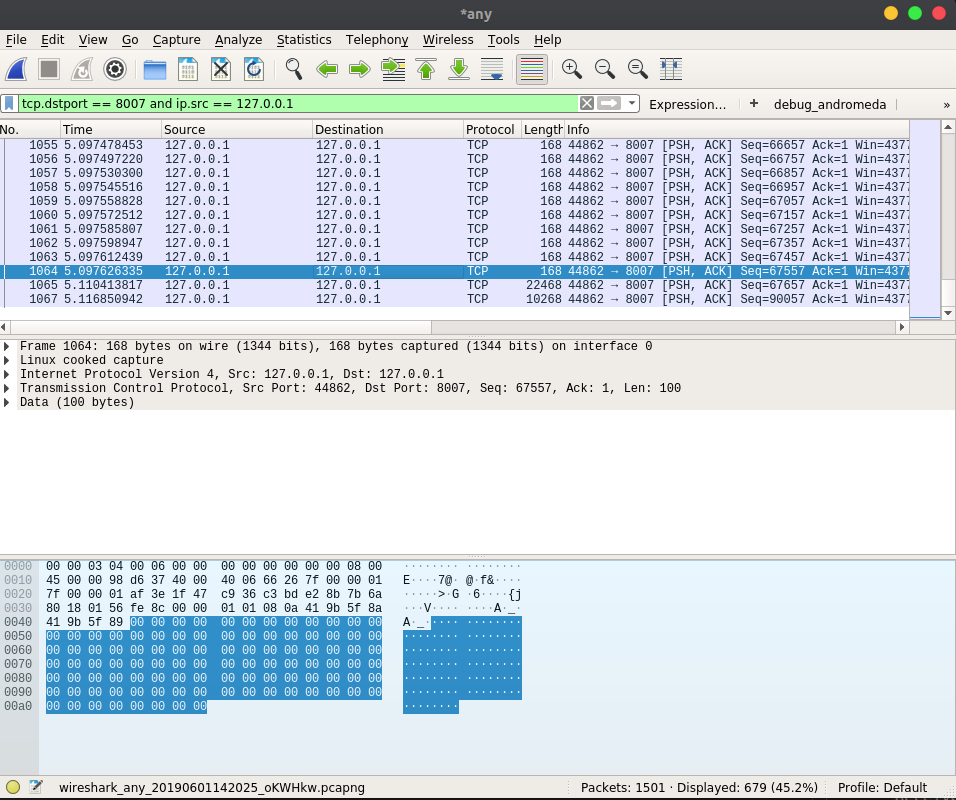 *any
File Edit View Go Capture Analyze Statistics Telephony Wireless Tools Help
tcp.dstport == 8007 and ip.src == 127.0.0.1 Expression… + debug_andromeda »
No. Time Source Destination Protocol Length Info
1055 5.097478453 127.0.0.1 127.0.0.1 TCP 168 44862 → 8007 [PSH, ACK] Seq=66657 Ack=1 Win=4377
1056 5.097497220 127.0.0.1 127.0.0.1 TCP 168 44862 → 8007 [PSH, ACK] Seq=66757 Ack=1 Win=4377
1057 5.097530300 127.0.0.1 127.0.0.1 TCP 168 44862 → 8007 [PSH, ACK] Seq=66857 Ack=1 Win=4377
1058 5.097545516 127.0.0.1 127.0.0.1 TCP 168 44862 → 8007 [PSH, ACK] Seq=66957 Ack=1 Win=4377
1059 5.097558828 127.0.0.1 127.0.0.1 TCP 168 44862 → 8007 [PSH, ACK] Seq=67057 Ack=1 Win=4377
1060 5.097572512 127.0.0.1 127.0.0.1 TCP 168 44862 → 8007 [PSH, ACK] Seq=67157 Ack=1 Win=4377
1061 5.097585807 127.0.0.1 127.0.0.1 TCP 168 44862 → 8007 [PSH, ACK] Seq=67257 Ack=1 Win=4377
1062 5.097598947 127.0.0.1 127.0.0.1 TCP 168 44862 → 8007 [PSH, ACK] Seq=67357 Ack=1 Win=4377
1063 5.097612439 127.0.0.1 127.0.0.1 TCP 168 44862 → 8007 [PSH, ACK] Seq=67457 Ack=1 Win=4377
1064 5.097626335 127.0.0.1 127.0.0.1 TCP 168 44862 → 8007 [PSH, ACK] Seq=67557 Ack=1 Win=4377
1065 5.110413817 127.0.0.1 127.0.0.1 TCP 22468 44862 → 8007 [PSH, ACK] Seq=67657 Ack=1 Win=4377
1067 5.116850942 127.0.0.1 127.0.0.1 TCP 10268 44862 → 8007 [PSH, ACK] Seq=90057 Ack=1 Win=4377
Frame 1064: 168 bytes on wire (1344 bits), 168 bytes captured (1344 bits) on interface 0
Linux cooked capture
Internet Protocol Version 4, Src: 127.0.0.1, Dst: 127.0.0.1
Transmission Control Protocol, Src Port: 44862, Dst Port: 8007, Seq: 67557, Ack: 1, Len: 100
Data (100 bytes)
0000 00 00 03 04 00 06 00 00 00 00 00 00 00 00 08 00 ········ ········
0010 45 00 00 98 d6 37 40 00 40 06 66 26 7f 00 00 01 E····7@· @·f&····
0020 7f 00 00 01 af 3e 1f 47 c9 36 c3 bd e2 8b 7b 6a ·····>·G ·6····{j
0030 80 18 01 56 fe 8c 00 00 01 01 08 0a 41 9b 5f 8a ···V···· ····A·_·
0040 41 9b 5f 89 00 00 00 00 00 00 00 00 00 00 00 00 A·_····· ········
0050 00 00 00 00 00 00 00 00 00 00 00 00 00 00 00 00 ········ ········
0060 00 00 00 00 00 00 00 00 00 00 00 00 00 00 00 00 ········ ········
0070 00 00 00 00 00 00 00 00 00 00 00 00 00 00 00 00 ········ ········
0080 00 00 00 00 00 00 00 00 00 00 00 00 00 00 00 00 ········ ········
0090 00 00 00 00 00 00 00 00 00 00 00 00 00 00 00 00 ········ ········
00a0 00 00 00 00 00 00 00 00 ········
wireshark_any_20190601142025_oKWHkw.pcapng Packets: 1501 · Displayed: 679 (45.2%) Profile: Default